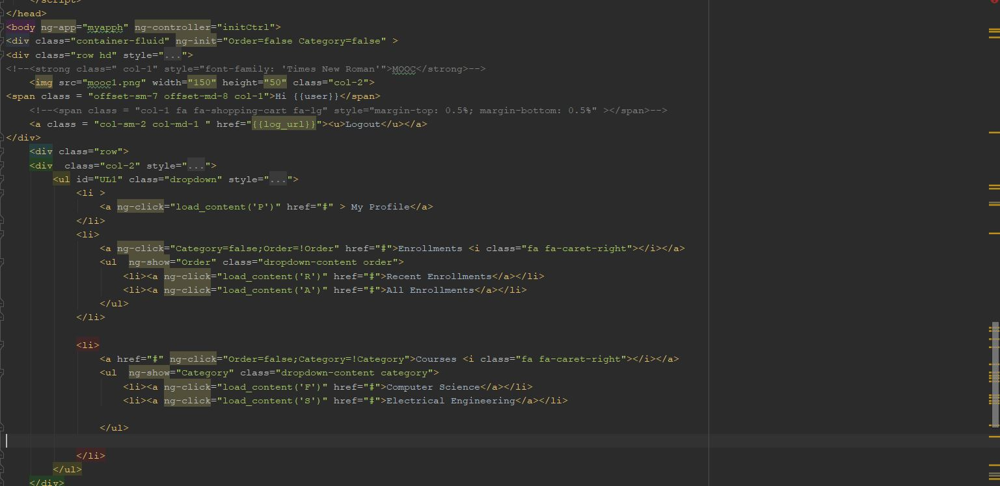 </script>
</head>
<body ng-app="myapph" ng-controller="initCtrl">
<div class="container-fluid" ng-init="Order=false Category=false" >
<div class="row hd" style="...">
<!--<strong class=" col-1" style="font-family: 'Times New Roman'">MOOC</strong>-->
<img src="mooc1.png" width="150" height="50" class="col-2">
<span class = "offset-sm-7 offset-md-8 col-1">Hi {{user}}</span>
<!--<span class = "col-1 fa fa-shopping-cart fa-lg" style="margin-top: 0.5%; margin-bottom: 0.5%" ></span>-->
<a class = "col-sm-2 col-md-1 " href="{{log_url}}"><u>Logout</u></a>
</div>
<div class="row">
<div  class="col-2" style="...">
<ul id="UL1" class="dropdown" style="...">
<li >
<a ng-click="load_content('P')" href="#" > My Profile</a>
</li>
<li>
<a ng-click="Category=false;Order=!Order" href="#">Enrollments <i class="fa fa-caret-right"></i></a>
<ul  ng-show="Order" class="dropdown-content order">
<li><a ng-click="load_content('R')" href="#">Recent Enrollments</a></li>
<li><a ng-click="load_content('A')" href="#">All Enrollments</a></li>
</ul>
</li>
<li>
<a href="#" ng-click="Order=false;Category=!Category">Courses <i class="fa fa-caret-right"></i></a>
<ul  ng-show="Category" class="dropdown-content category">
<li><a ng-click="load_content('F')" href="#">Computer Science</a></li>
<li><a ng-click="load_content('S')" href="#">Electrical Engineering</a></li>
</ul>
</li>
</ul>
</div>